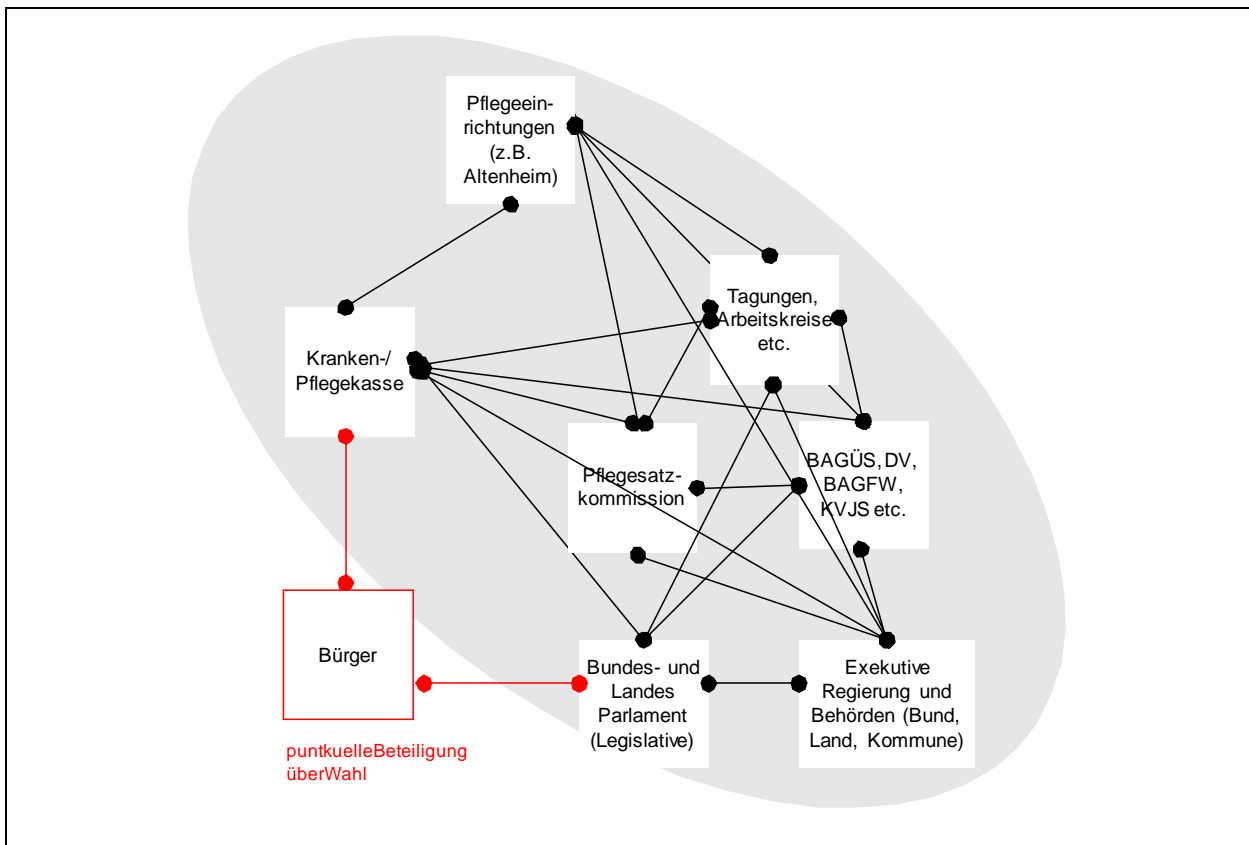 Pflegeein-
richtungen
(z.B.
Altenheim)
Tagungen,
Arbeitskreise
etc.
Kranken-/
Pflegekasse
Pflegesatz-
kommission
BAGÜS, DV,
BAGFW,
KVJS etc.
Bürger
Bundes- und
Landes
Parlament
(Legislative)
Exekutive
Regierung und
Behörden (Bund,
Land, Kommune)
puntkuelleBeteiligung
überWahl